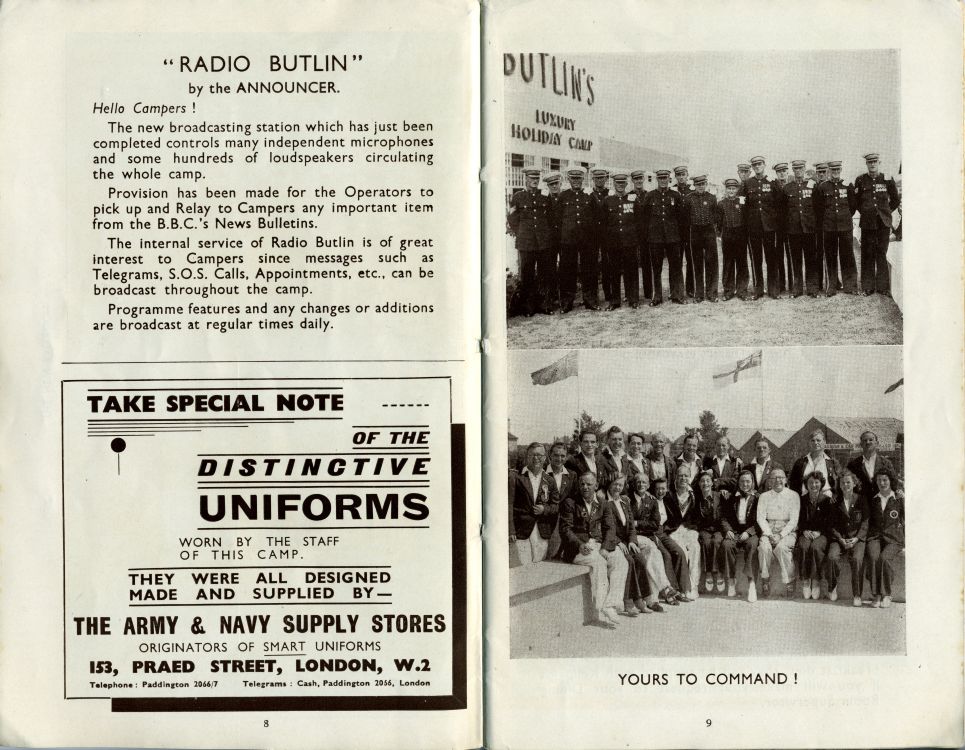 “RADIO BUTLIN”
by the ANNOUNCER.
Hello Campers !
The new broadcasting station which has just been
completed controls many independent microphones
and some hundreds of loudspeakers circulating
the whole camp.
Provision has been made for the Operators to
pick up and Relay to Campers any important item
from the B.B.C.'s News Bulletins.
The internal service of Radio Butlin is of great
interest to Campers since messages such as
Telegrams, S.O.S. Calls, Appointments, etc., can be
broadcast throughout the camp.
Programme features and any changes or additions
are broadcast at regular times daily.
TAKE SPECIAL NOTE ------
OF THE
DISTINCTIVE
UNIFORMS
WORN BY THE STAFF
OF THIS CAMP.
THEY WERE ALL DESIGNED
MADE AND SUPPLIED BY—
THE ARMY & NAVY SUPPLY STORES
ORIGINATORS OF SMART UNIFORMS
153, PRAED STREET, LONDON, W.2
Telephone : Paddington 2066/7 Telegrams : Cash, Paddington 2056, London
8
BUTLIN'S
LUXURY
HOLIDAY CAMP
YOURS TO COMMAND !
9